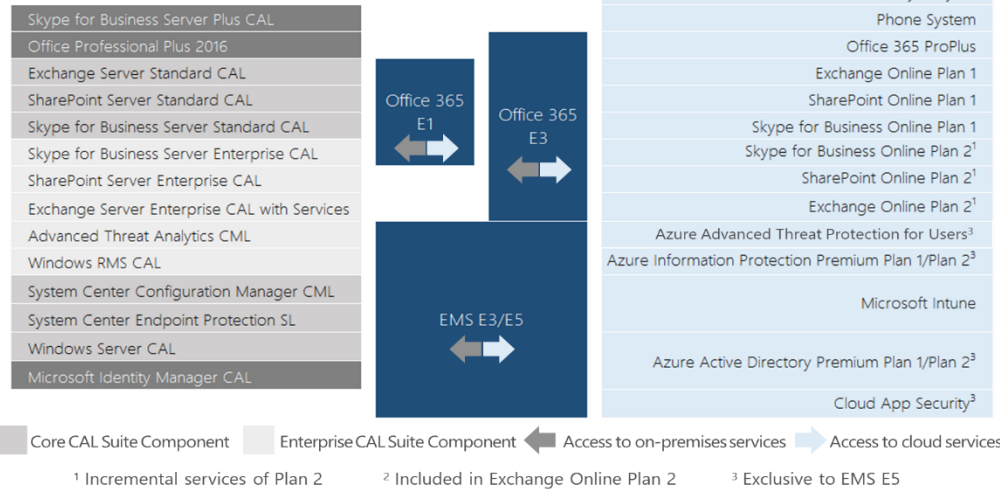 Skype for Business Server Plus CAL
Office Professional Plus 2016
Exchange Server Standard CAL
SharePoint Server Standard CAL
Skype for Business Server Standard CAL
Skype for Business Server Enterprise CAL
SharePoint Server Enterprise CAL
Exchange Server Enterprise CAL with Services
Advanced Threat Analytics CML
Windows RMS CAL
System Center Configuration Manager CML
System Center Endpoint Protection SL
Windows Server CAL
Microsoft Identity Manager CAL
Office 365
E1
Office 365
E3
EMS E3/E5
Phone System
Office 365 ProPlus
Exchange Online Plan 1
SharePoint Online Plan 1
Skype for Business Online Plan 1
Skype for Business Online Plan 2¹
SharePoint Online Plan 2¹
Exchange Online Plan 2¹
Azure Advanced Threat Protection for Users³
Azure Information Protection Premium Plan 1/Plan 2³
Microsoft Intune
Azure Active Directory Premium Plan 1/Plan 2³
Cloud App Security³
Core CAL Suite Component
Enterprise CAL Suite Component
Access to on-premises services
Access to cloud services
¹ Incremental services of Plan 2
² Included in Exchange Online Plan 2
³ Exclusive to EMS E5